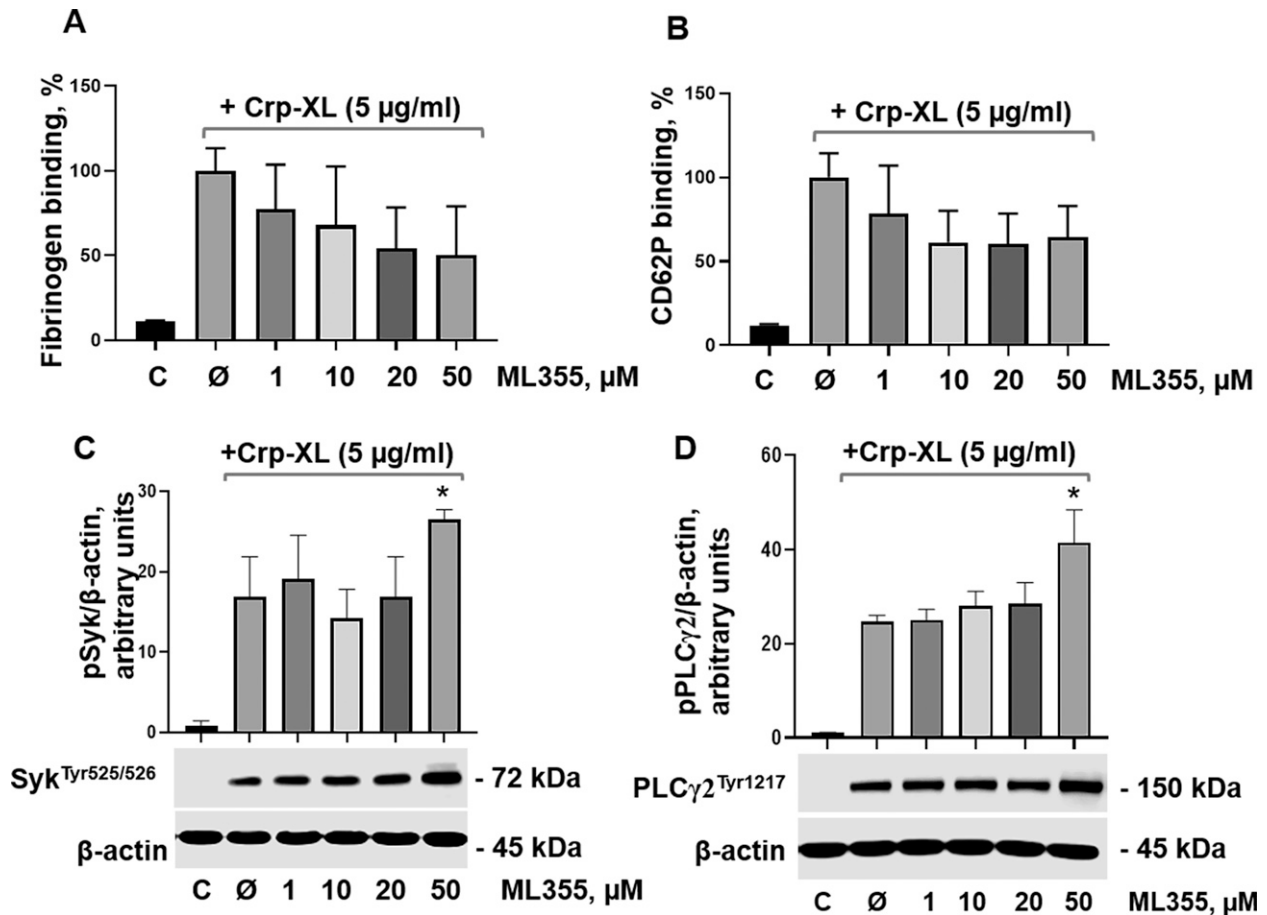 A
Fibrinogen binding, %
150
100
50
0
+ Crp-XL (5 µg/ml)
C Ø 1 10 20 50 ML355, µM
B
CD62P binding, %
150
100
50
0
+ Crp-XL (5 µg/ml)
C Ø 1 10 20 50 ML355, µM
C
+Crp-XL (5 µg/ml)
pSyk/β-actin,
arbitrary units
30
20
10
0
*
Syk Tyr525/526
- 72 kDa
β-actin
- 45 kDa
C Ø 1 10 20 50 ML355, µM
D
+Crp-XL (5 µg/ml)
pPLCγ2/β-actin,
arbitrary units
60
40
20
0
*
PLCγ2 Tyr1217
- 150 kDa
β-actin
- 45 kDa
C Ø 1 10 20 50 ML355, µM